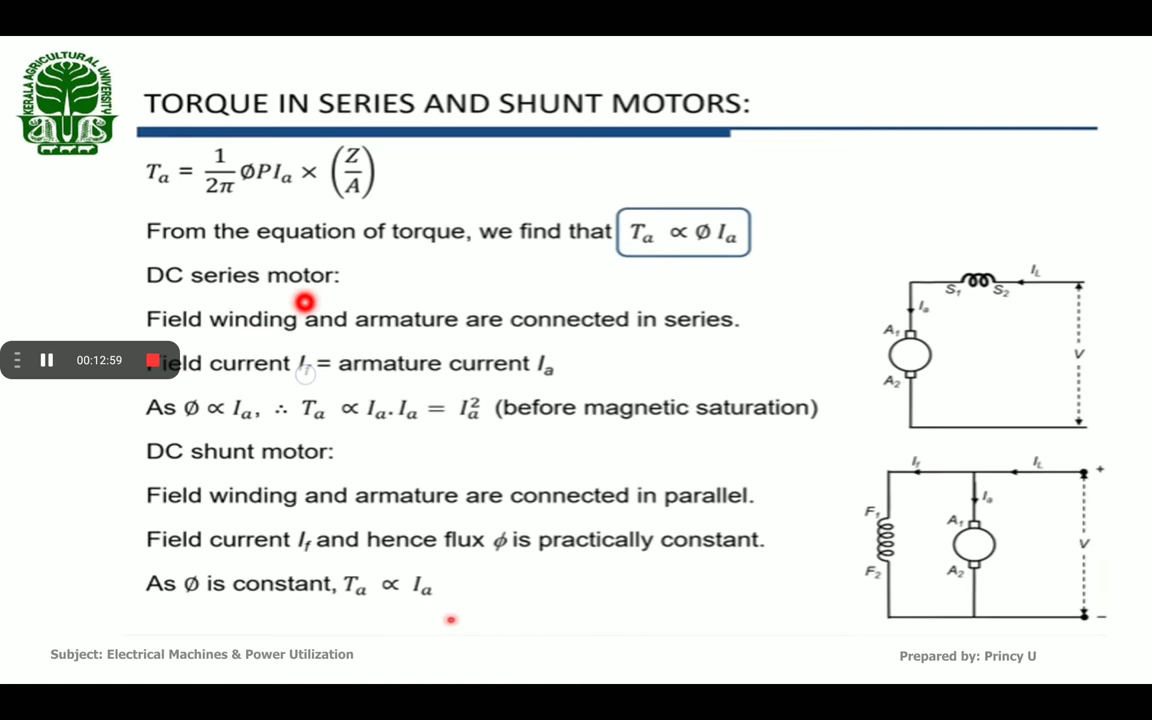 KERALA AGRICULTURAL UNIVERSITY
TORQUE IN SERIES AND SHUNT MOTORS:
Tₐ = 1/2π ØPIₐ × (Z/A)
From the equation of torque, we find that Tₐ ∝ Ø Iₐ
DC series motor:
Field winding and armature are connected in series.
00:12:59
ield current I_f = armature current Iₐ
As Ø ∝ Iₐ, ∴ Tₐ ∝ Iₐ.Iₐ = Iₐ² (before magnetic saturation)
DC shunt motor:
Field winding and armature are connected in parallel.
Field current I_f and hence flux ϕ is practically constant.
As Ø is constant, Tₐ ∝ Iₐ
S₁ S₂ I_L
Iₐ
A₁
V
A₂
I_f I_L +
Iₐ
F₁ A₁
V
F₂ A₂
−
Subject: Electrical Machines & Power Utilization
Prepared by: Princy U